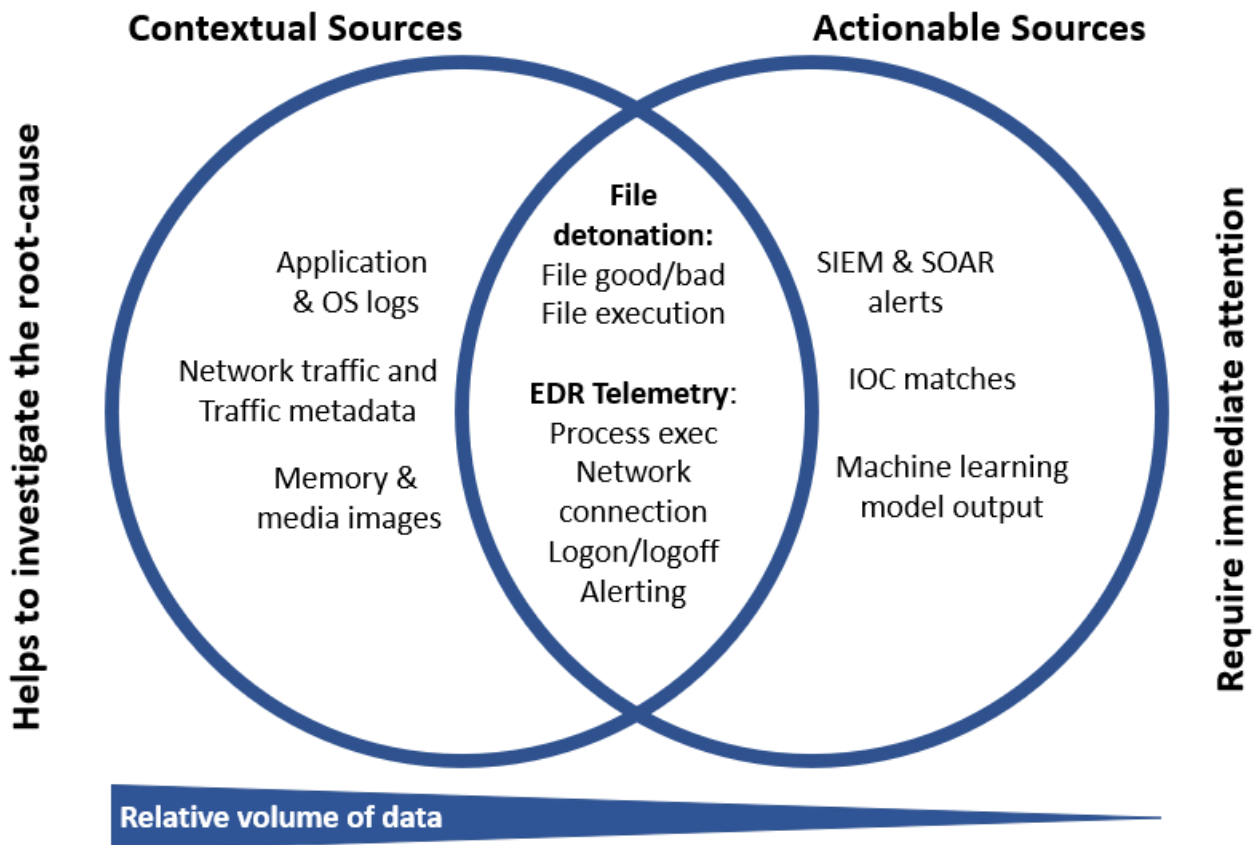 Contextual Sources
Actionable Sources
Helps to investigate the root-cause
Application
& OS logs
Network traffic and
Traffic metadata
Memory &
media images
File
detonation:
File good/bad
File execution
EDR Telemetry:
Process exec
Network
connection
Logon/logoff
Alerting
SIEM & SOAR
alerts
IOC matches
Machine learning
model output
Require immediate attention
Relative volume of data